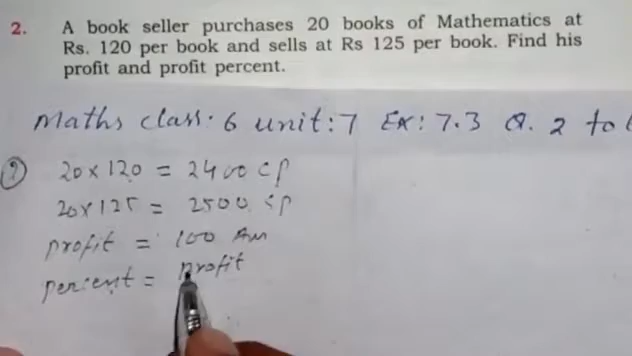 2. A book seller purchases 20 books of Mathematics at
Rs. 120 per book and sells at Rs 125 per book. Find his
profit and profit percent.
Maths class: 6 unit: 7 Ex: 7.3 Q. 2 to
2) 20 x 120 = 2400 CP
20 x 125 = 2500 SP
profit = 100 An
percent = profit